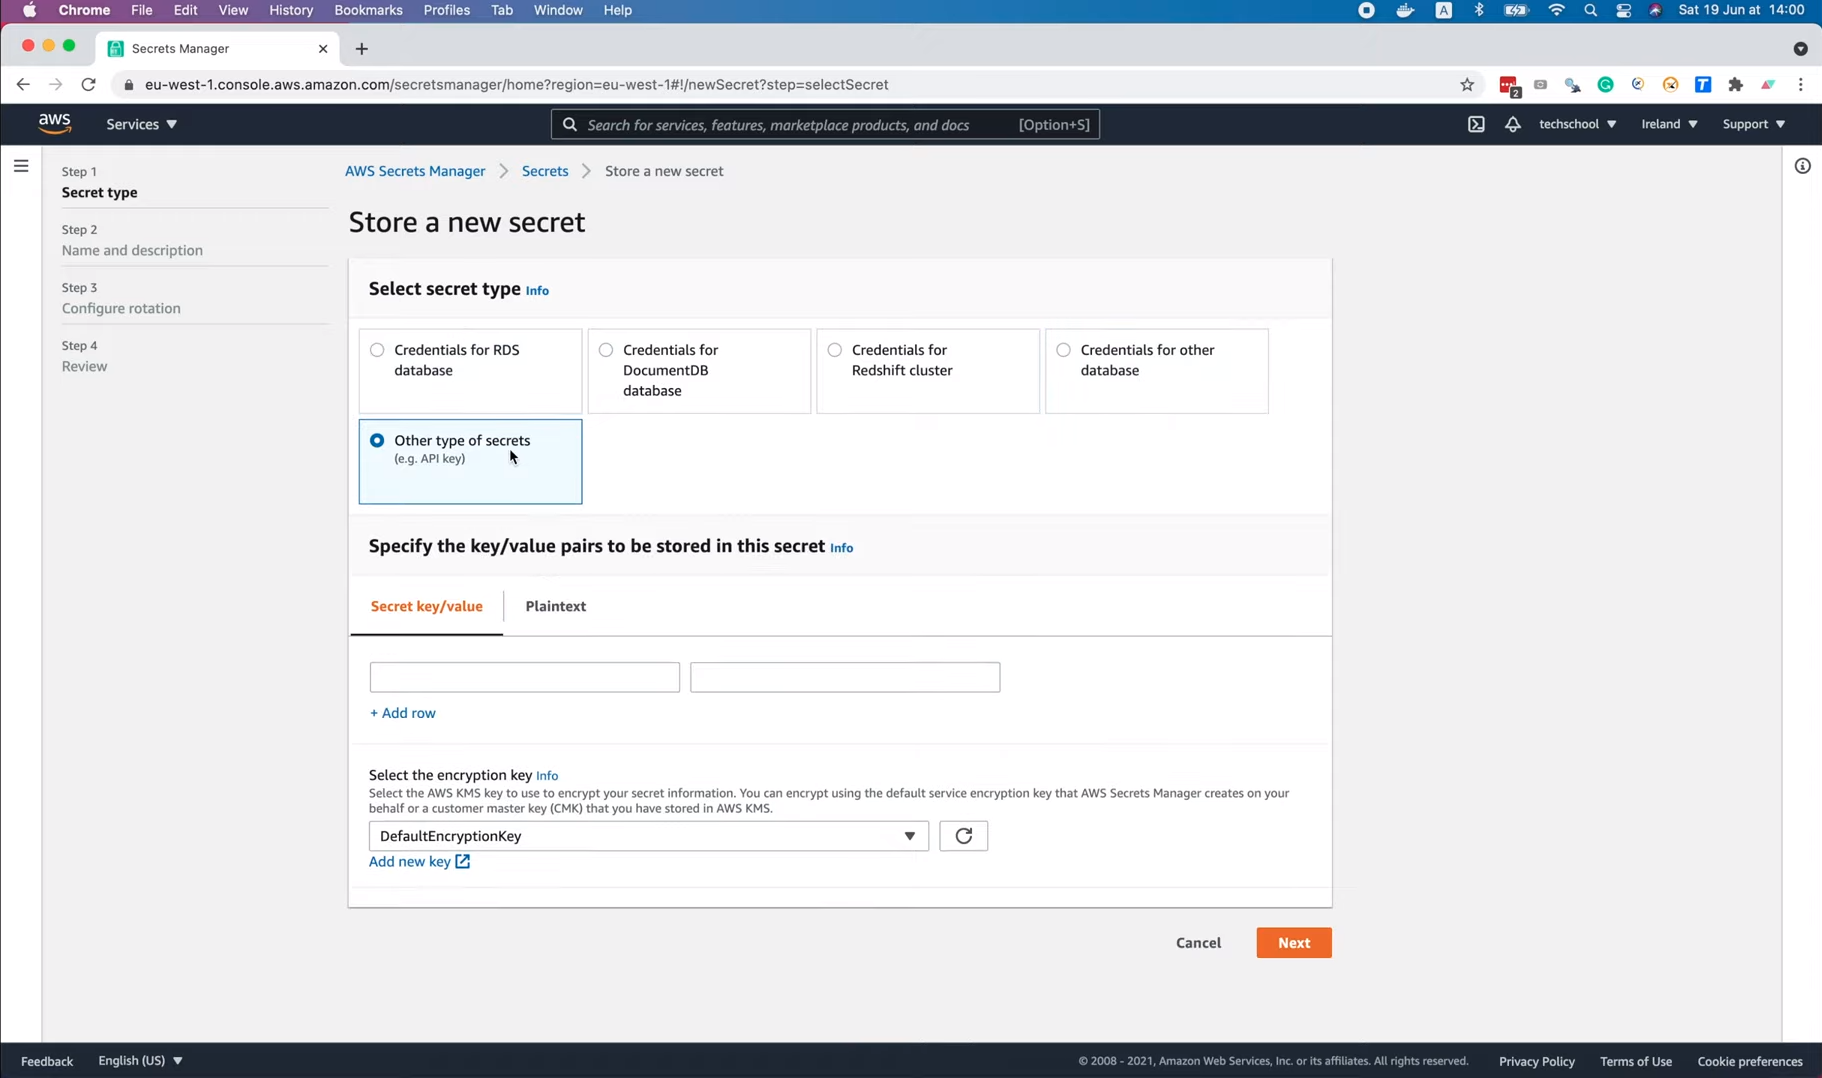 Chrome File Edit View History Bookmarks Profiles Tab Window Help A Sat 19 Jun at 14:00
Secrets Manager
eu-west-1.console.aws.amazon.com/secretsmanager/home?region=eu-west-1#!/newSecret?step=selectSecret 2 T
aws Services Search for services, features, marketplace products, and docs [Option+S] techschool Ireland Support
Step 1
Secret type
Step 2
Name and description
Step 3
Configure rotation
Step 4
Review
AWS Secrets Manager Secrets Store a new secret
Store a new secret
Select secret type Info
Credentials for RDS
database
Credentials for
DocumentDB
database
Credentials for
Redshift cluster
Credentials for other
database
Other type of secrets
(e.g. API key)
Specify the key/value pairs to be stored in this secret Info
Secret key/value Plaintext
+ Add row
Select the encryption key Info
Select the AWS KMS key to use to encrypt your secret information. You can encrypt using the default service encryption key that AWS Secrets Manager creates on your
behalf or a customer master key (CMK) that you have stored in AWS KMS.
DefaultEncryptionKey
Add new key
Cancel Next
Feedback English (US) © 2008 - 2021, Amazon Web Services, Inc. or its affiliates. All rights reserved. Privacy Policy Terms of Use Cookie preferences